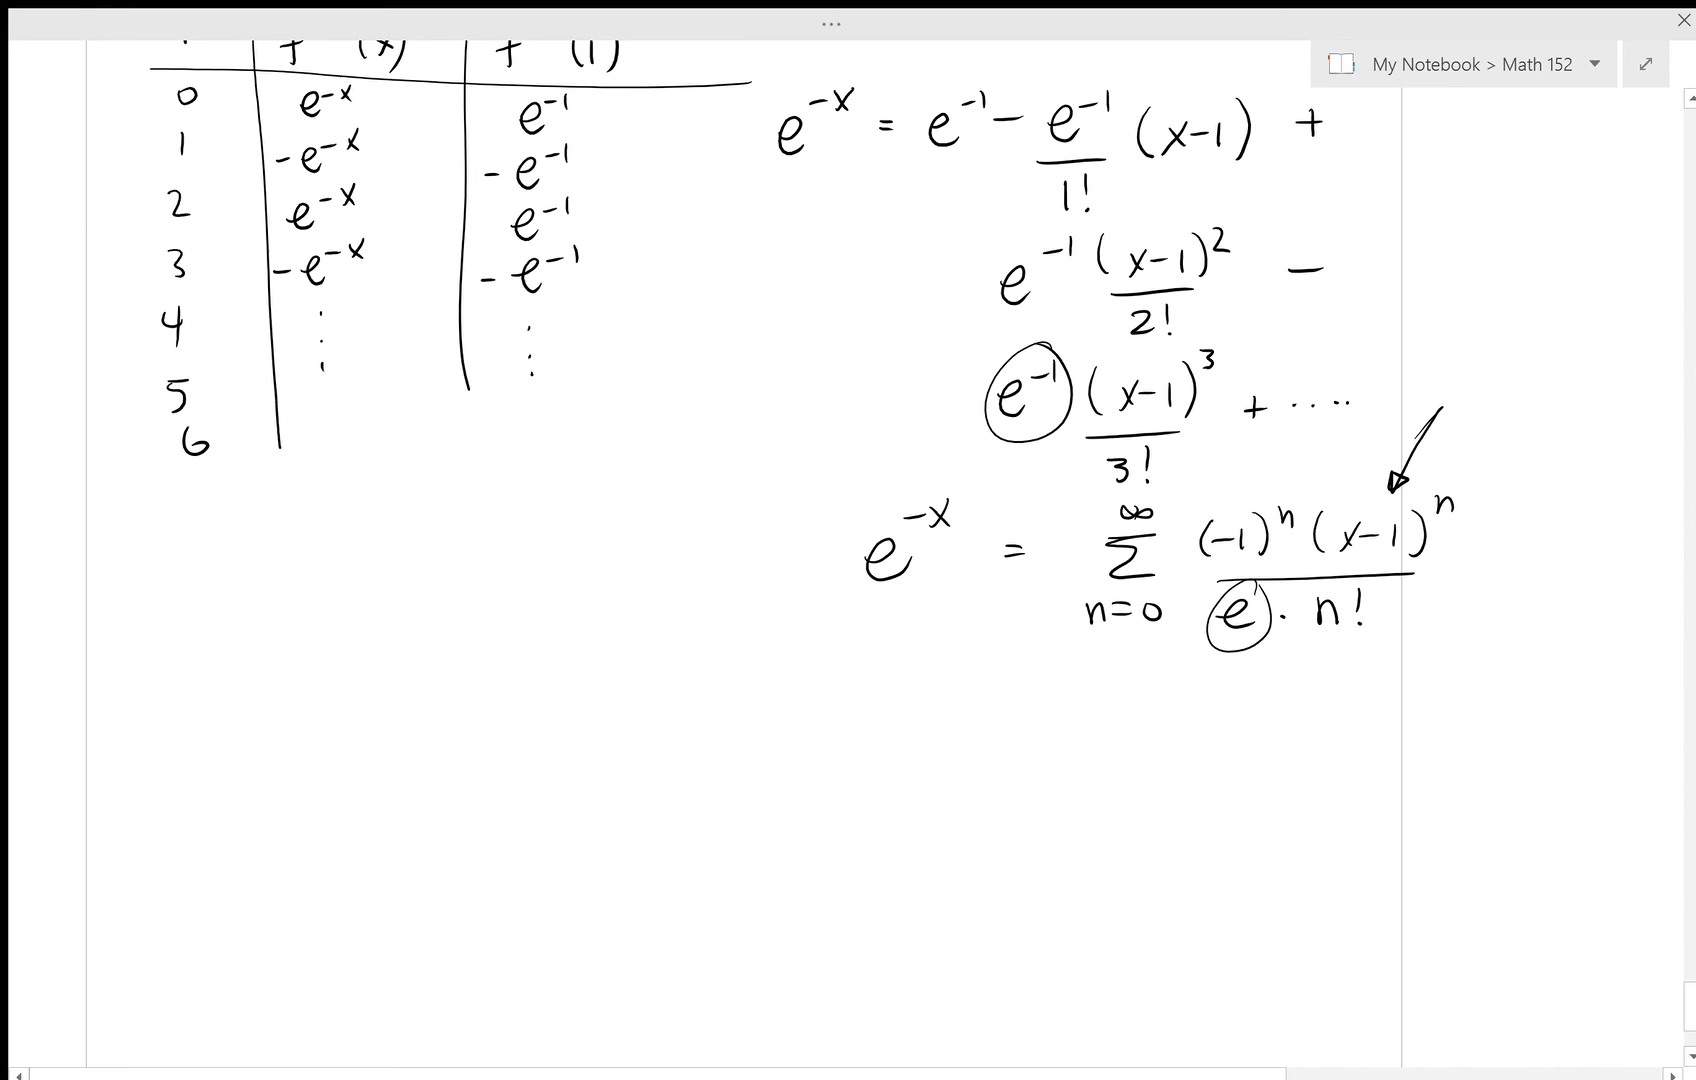 ...
My Notebook > Math 152
(x) (1)
0 e^-x e^-1
1 -e^-x -e^-1
2 e^-x e^-1
3 -e^-x -e^-1
4 ⋮ ⋮
5
6
e^-x = e^-1 - e^-1/1! (x-1) +
e^-1 (x-1)^2/2! -
e^-1 (x-1)^3/3! + ....
e^-x = ∑_{n=0}^∞ (-1)^n (x-1)^n / e · n!